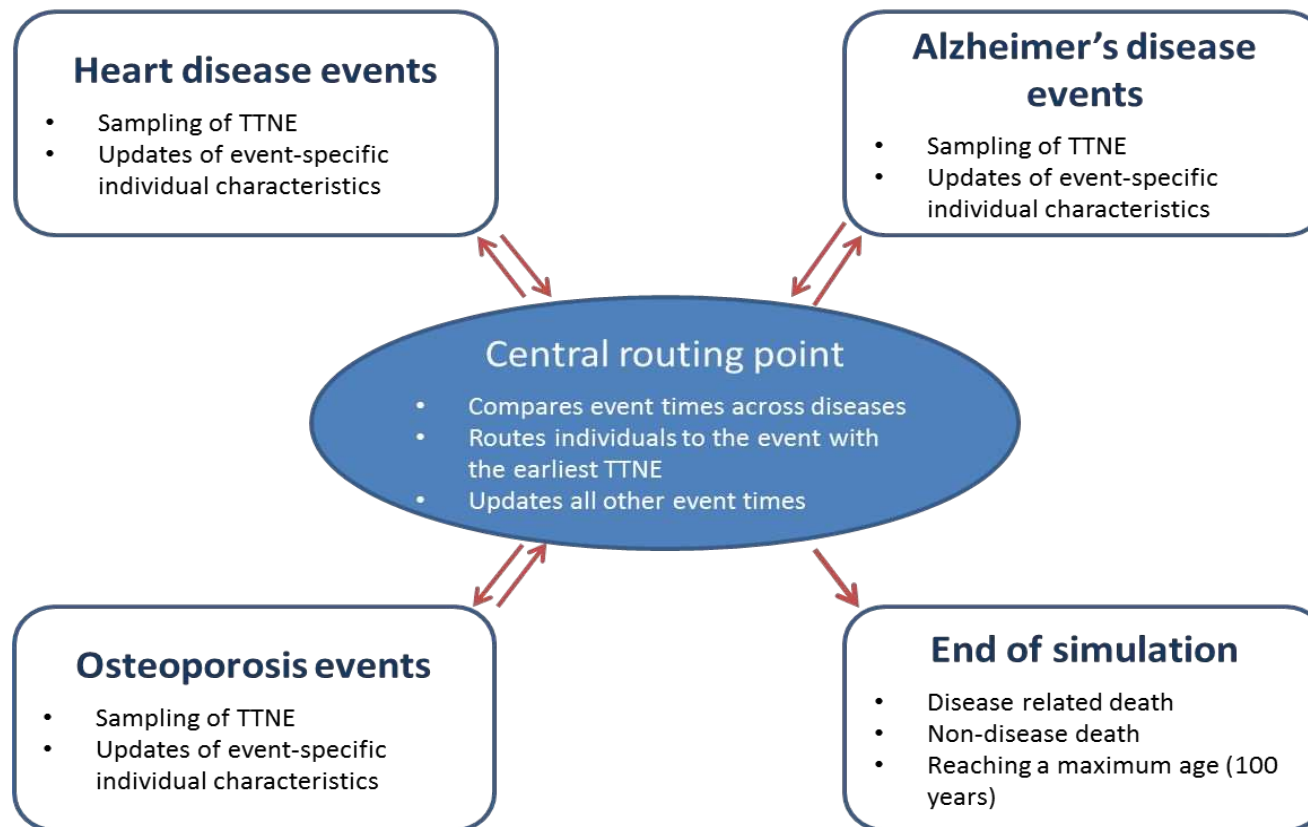 Heart disease events
• Sampling of TTNE
• Updates of event-specific
individual characteristics
Alzheimer’s disease
events
• Sampling of TTNE
• Updates of event-specific
individual characteristics
Central routing point
• Compares event times across diseases
• Routes individuals to the event with
the earliest TTNE
• Updates all other event times
Osteoporosis events
• Sampling of TTNE
• Updates of event-specific
individual characteristics
End of simulation
• Disease related death
• Non-disease death
• Reaching a maximum age (100
years)